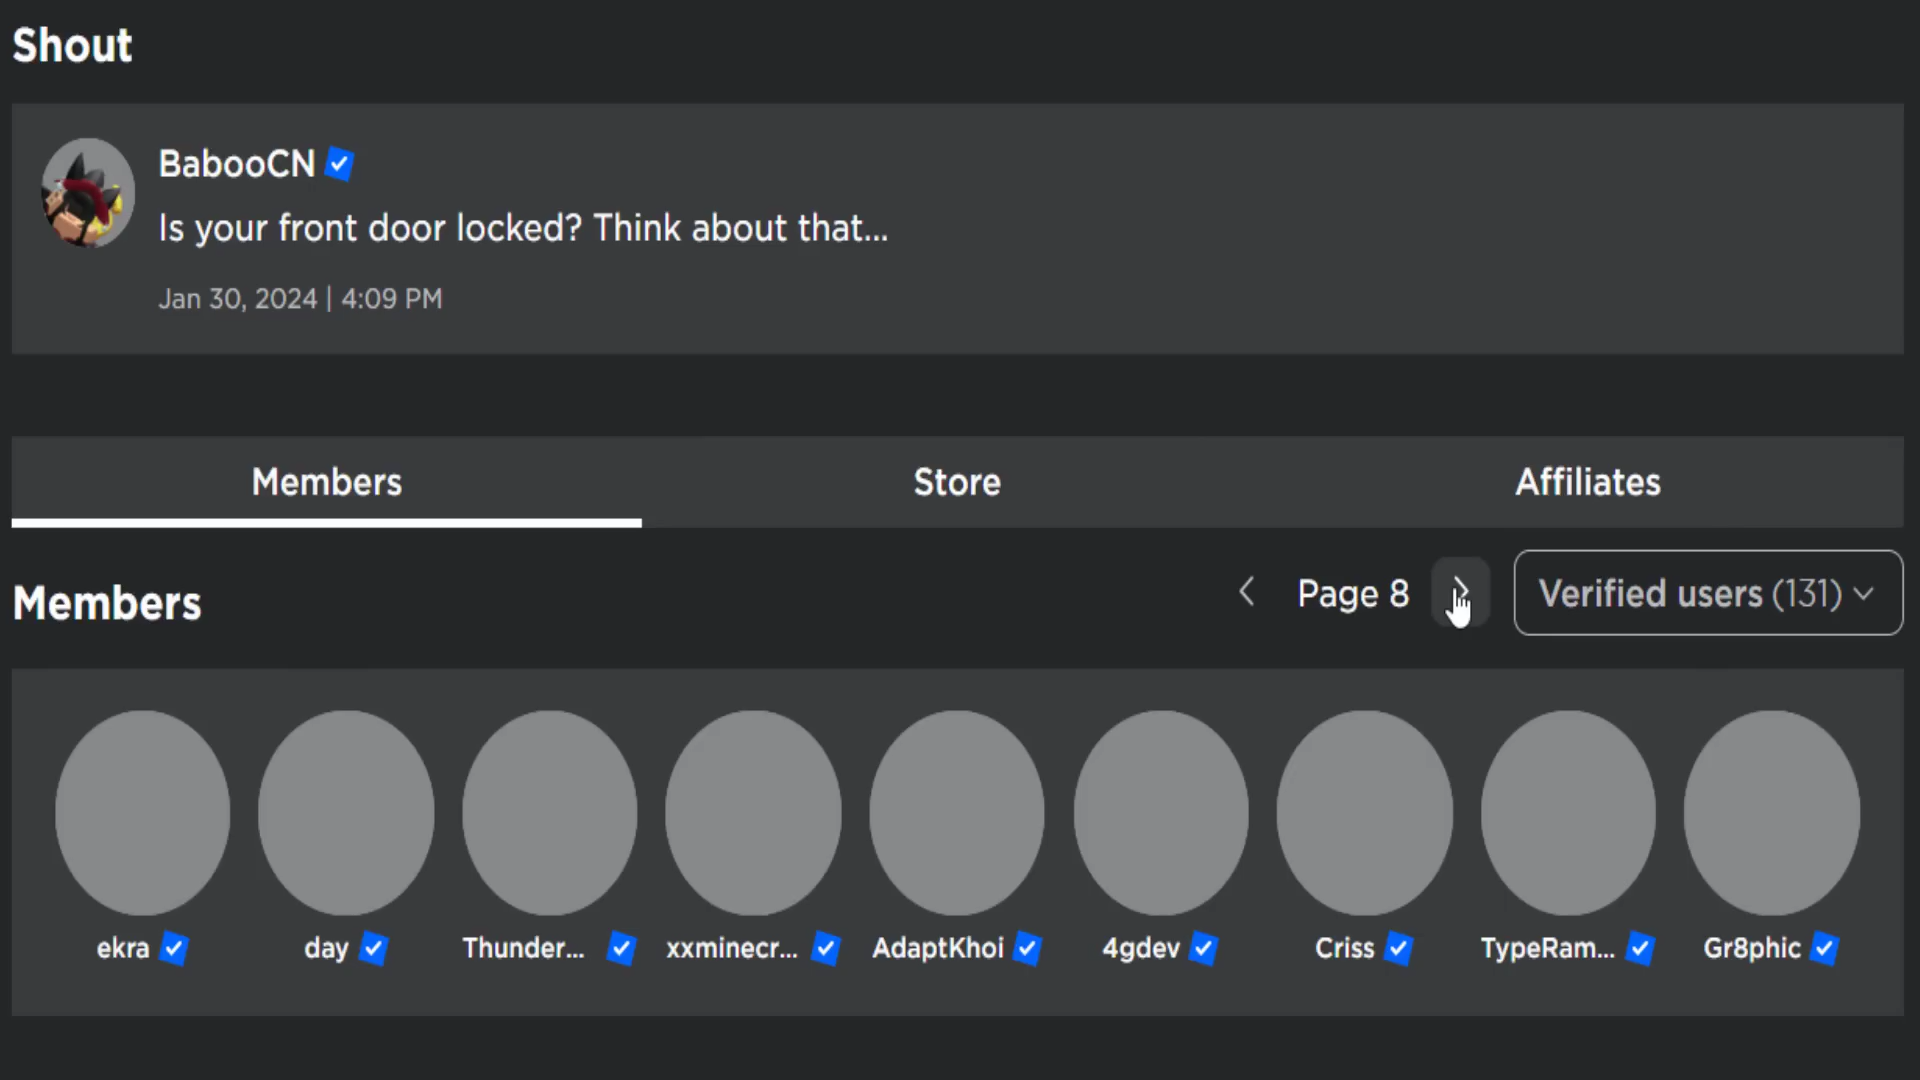 Shout
BabooCN
Is your front door locked? Think about that...
Jan 30, 2024 | 4:09 PM
Members Store Affiliates
Members Page 8 Verified users (131)
ekra day Thunder... xxminecr... AdaptKhoi 4gdev Criss TypeRam... Gr8phic